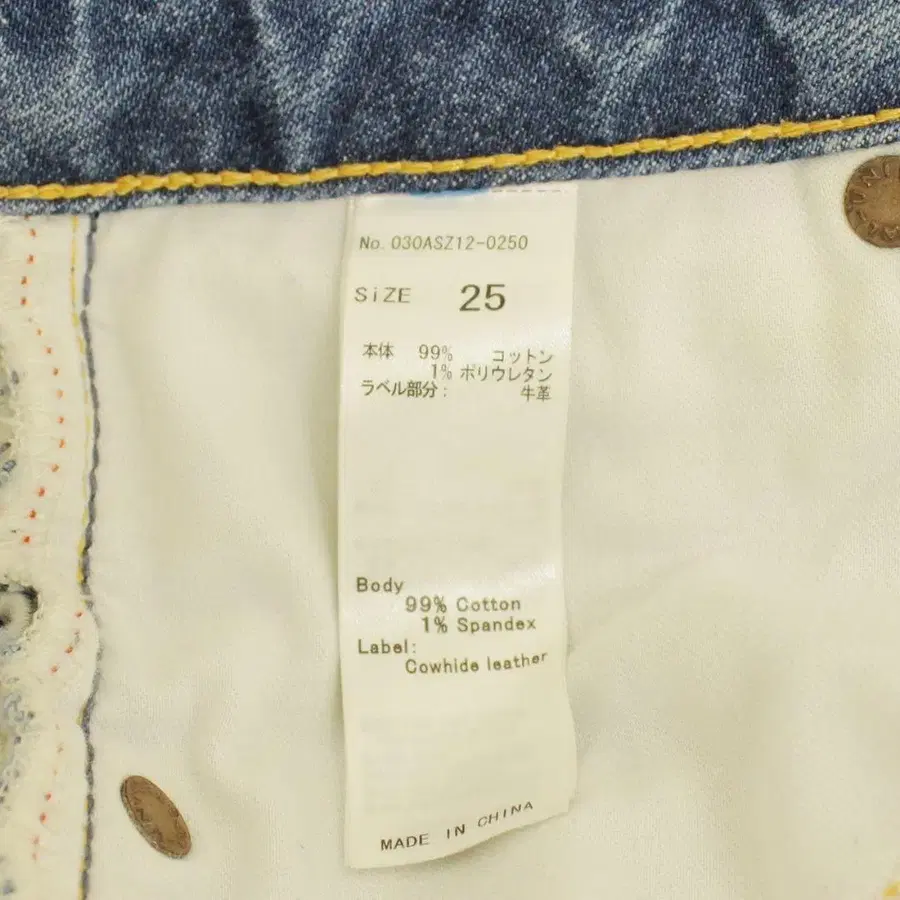 No. 030ASZ12-0250
SiZE 25
本体 99% コットン
1% ポリウレタン
ラベル部分: 牛革
Body
99% Cotton
1% Spandex
Label:
Cowhide leather
MADE IN CHINA